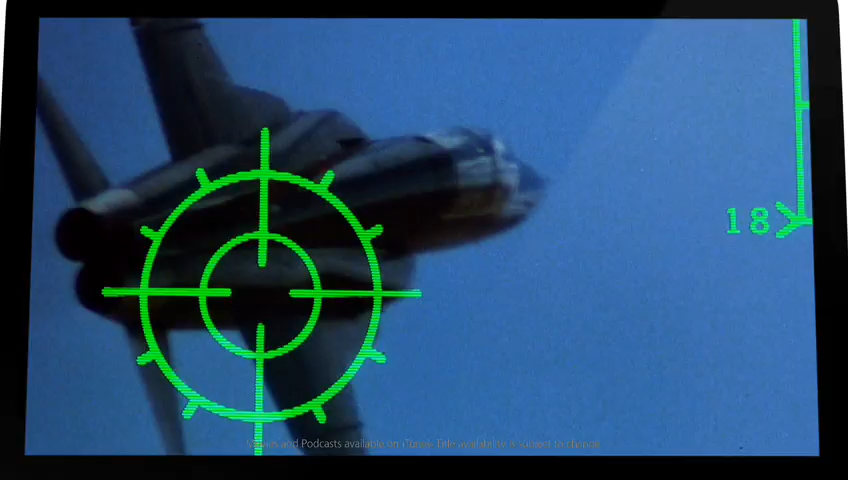 18
Movies and Podcasts available on iTunes. Title availability is subject to change.